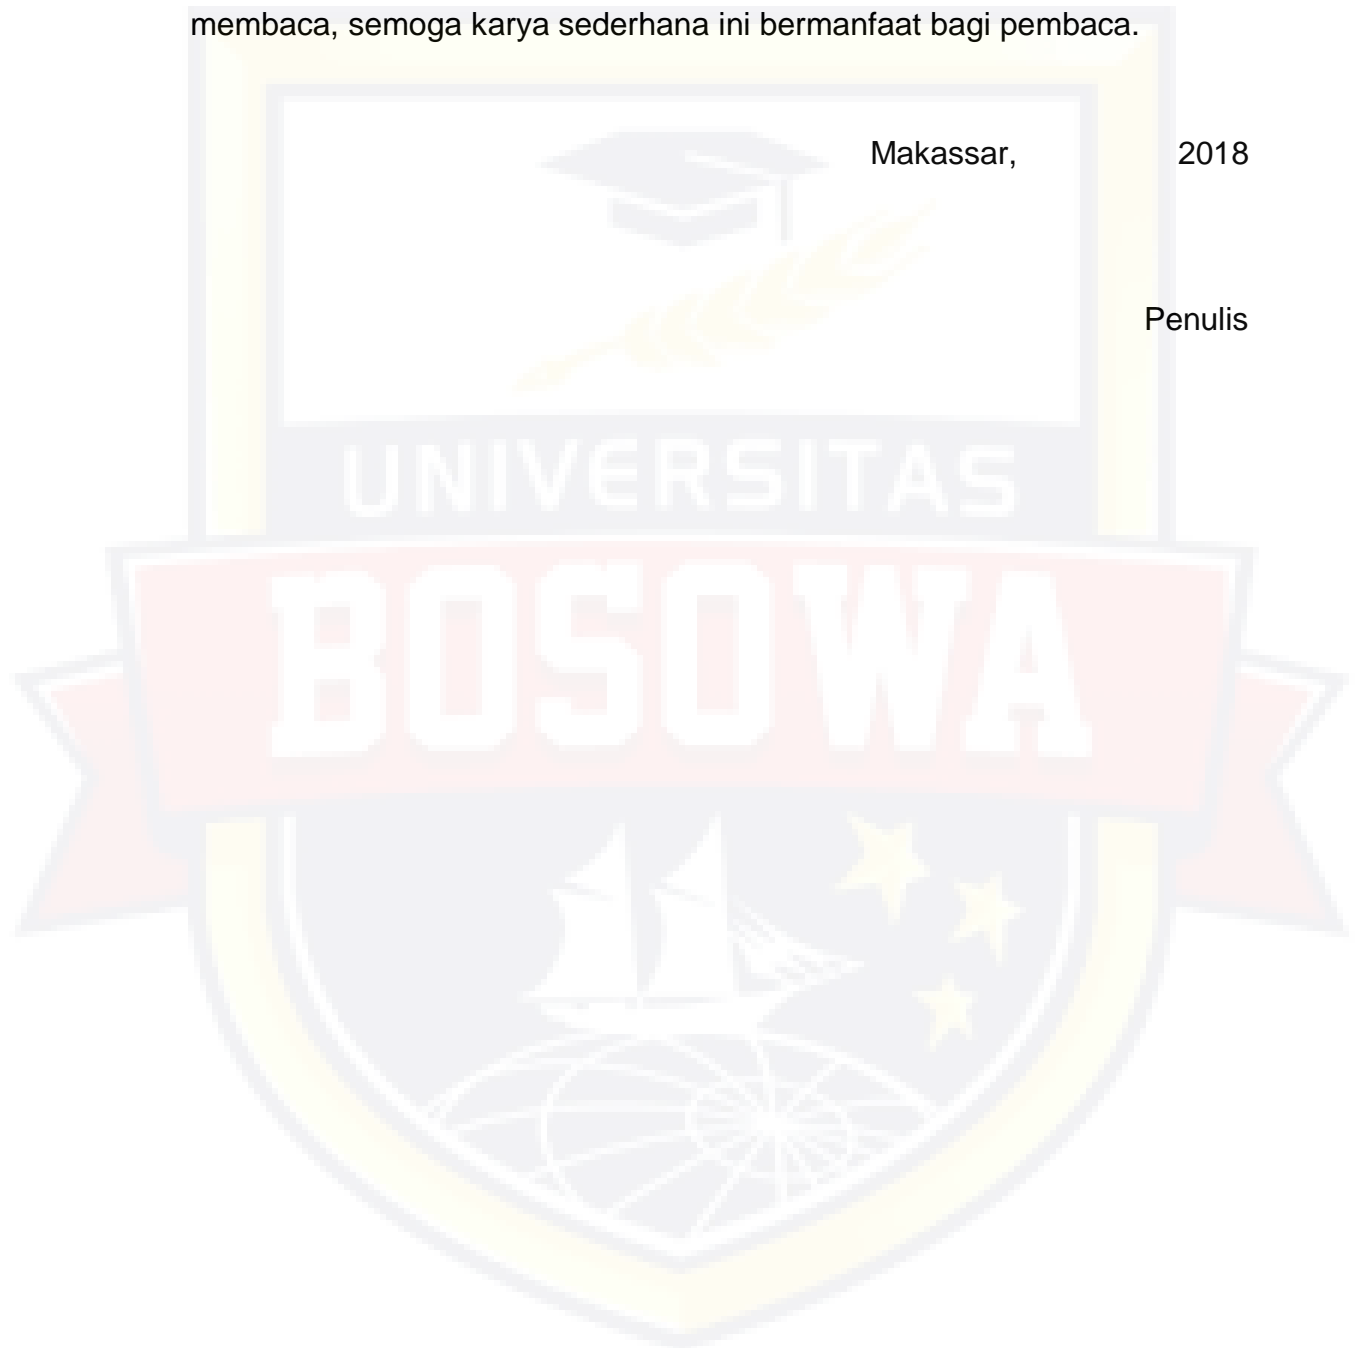 membaca, semoga karya sederhana ini bermanfaat bagi pembaca.
Makassar, 2018
Penulis
UNIVERSITAS
BOSOWA